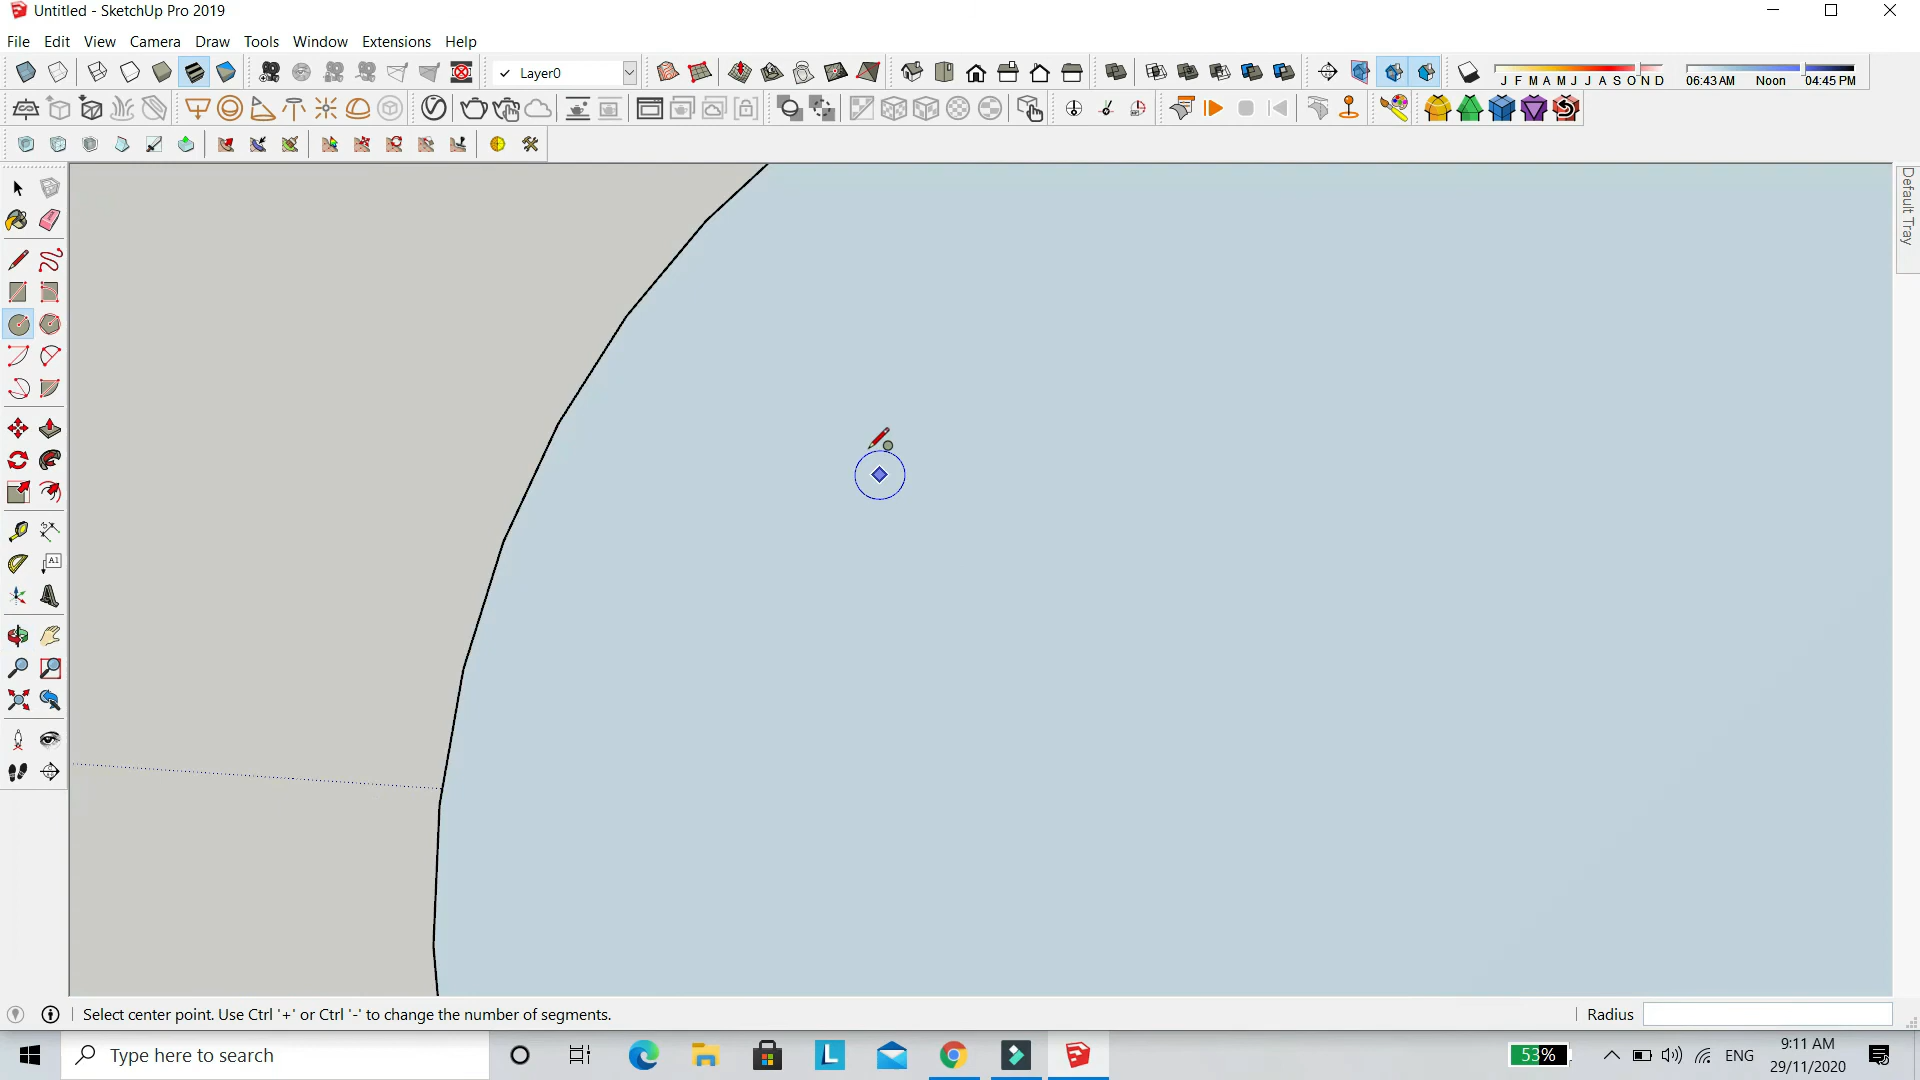 Untitled - SketchUp Pro 2019
File Edit View Camera Draw Tools Window Extensions Help
Layer0
J F M A M J J A S O N D
06:43 AM Noon 04:45 PM
Default Tray
A1
Select center point. Use Ctrl '+' or Ctrl '-' to change the number of segments.
Radius
Type here to search
L
53%
ENG
9:11 AM
29/11/2020